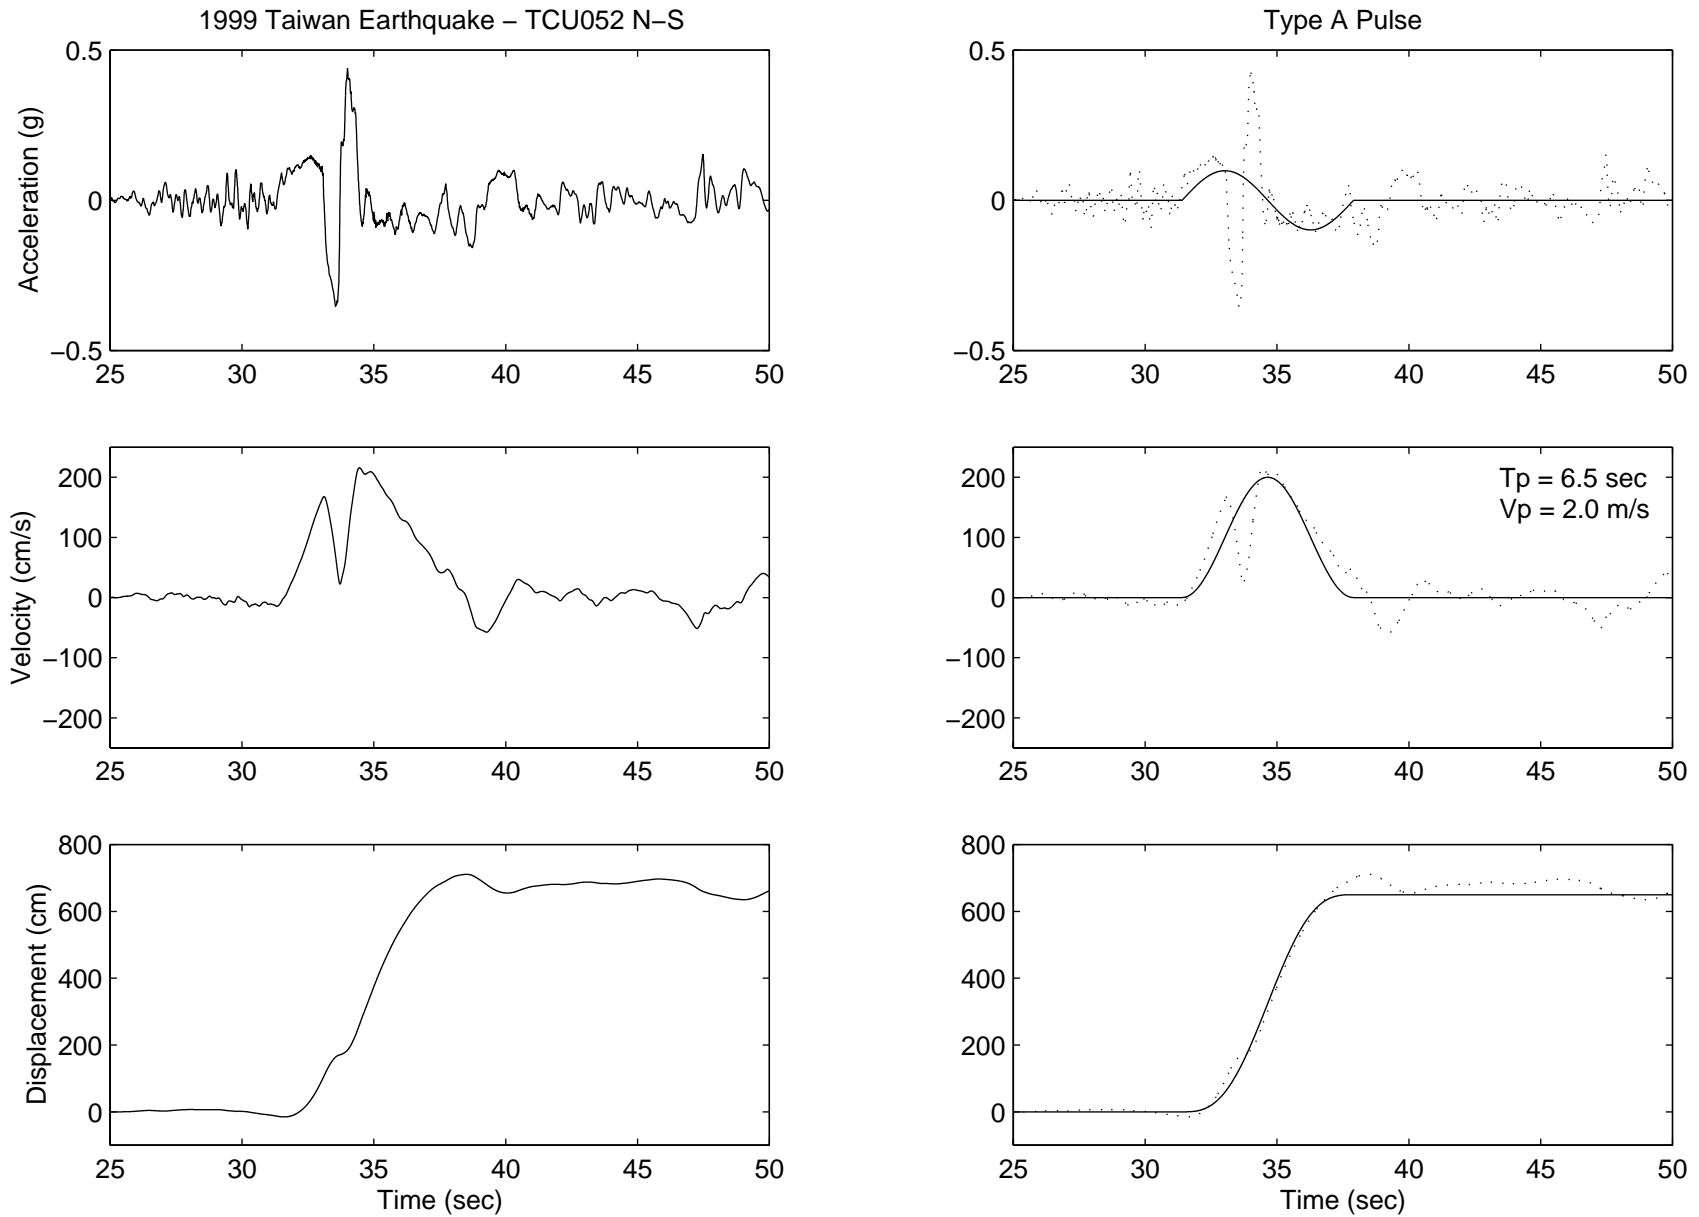 1999 Taiwan Earthquake − TCU052 N−S
Acceleration (g)
0.5
0
−0.5
25 30 35 40 45 50
Type A Pulse
0.5
0
−0.5
25 30 35 40 45 50
Velocity (cm/s)
200
100
0
−100
−200
25 30 35 40 45 50
200
100
0
−100
−200
Tp = 6.5 sec
Vp = 2.0 m/s
25 30 35 40 45 50
Displacement (cm)
800
600
400
200
0
25 30 35 40 45 50
Time (sec)
800
600
400
200
0
25 30 35 40 45 50
Time (sec)